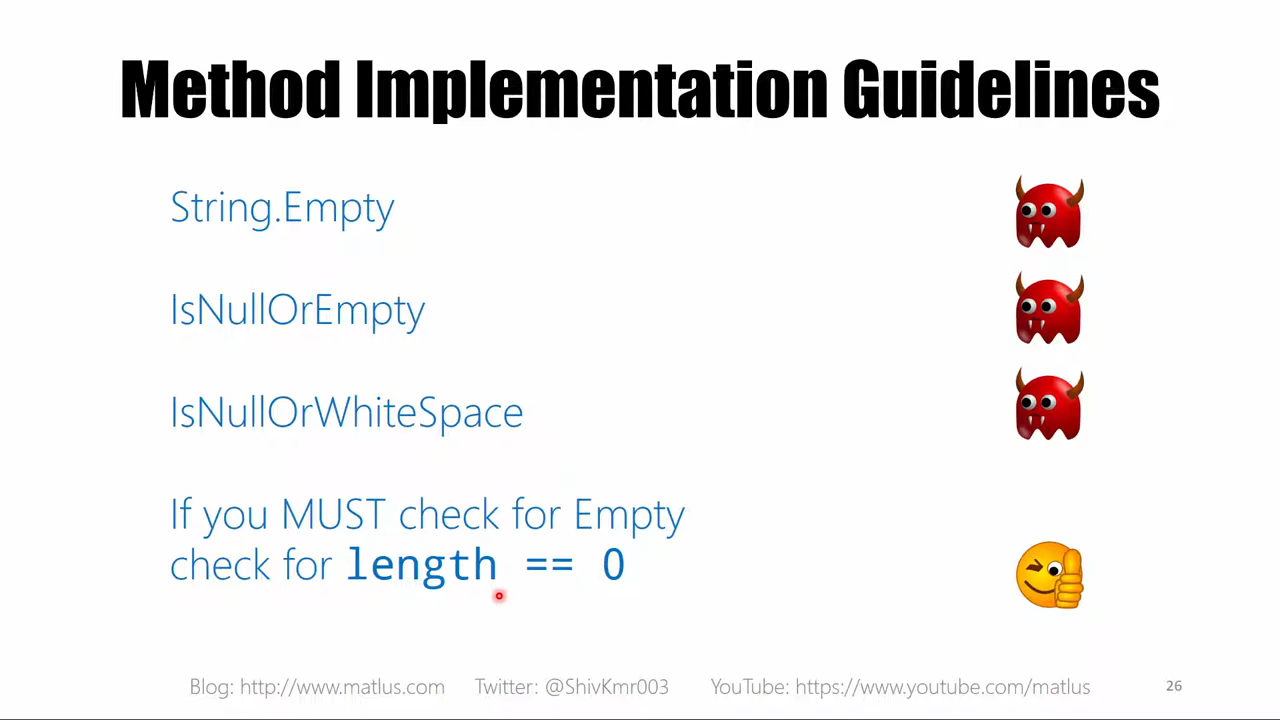 Method Implementation Guidelines
String.Empty
IsNullOrEmpty
IsNullOrWhiteSpace
If you MUST check for Empty
check for length == 0
Blog: http://www.matlus.com Twitter: @ShivKmr003 YouTube: https://www.youtube.com/matlus 26